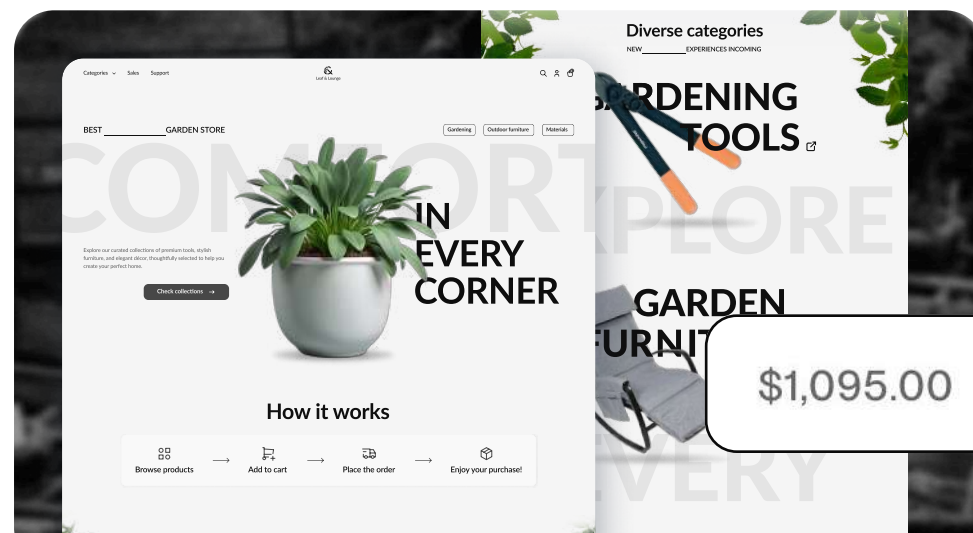 Categories Sales Support
Leaf & Lounge
BEST GARDEN STORE
Gardening Outdoor furniture Materials
COMFORT
IN
EVERY
CORNER
Explore our curated collections of premium tools, stylish
furniture, and elegant décor, thoughtfully selected to help you
create your perfect home.
Check collections →
How it works
Browse products → Add to cart → Place the order → Enjoy your purchase!
Diverse categories
NEW EXPERIENCES INCOMING
GARDENING
TOOLS
XPLORE
GARDEN
FURNIT
$1,095.00
EVERY